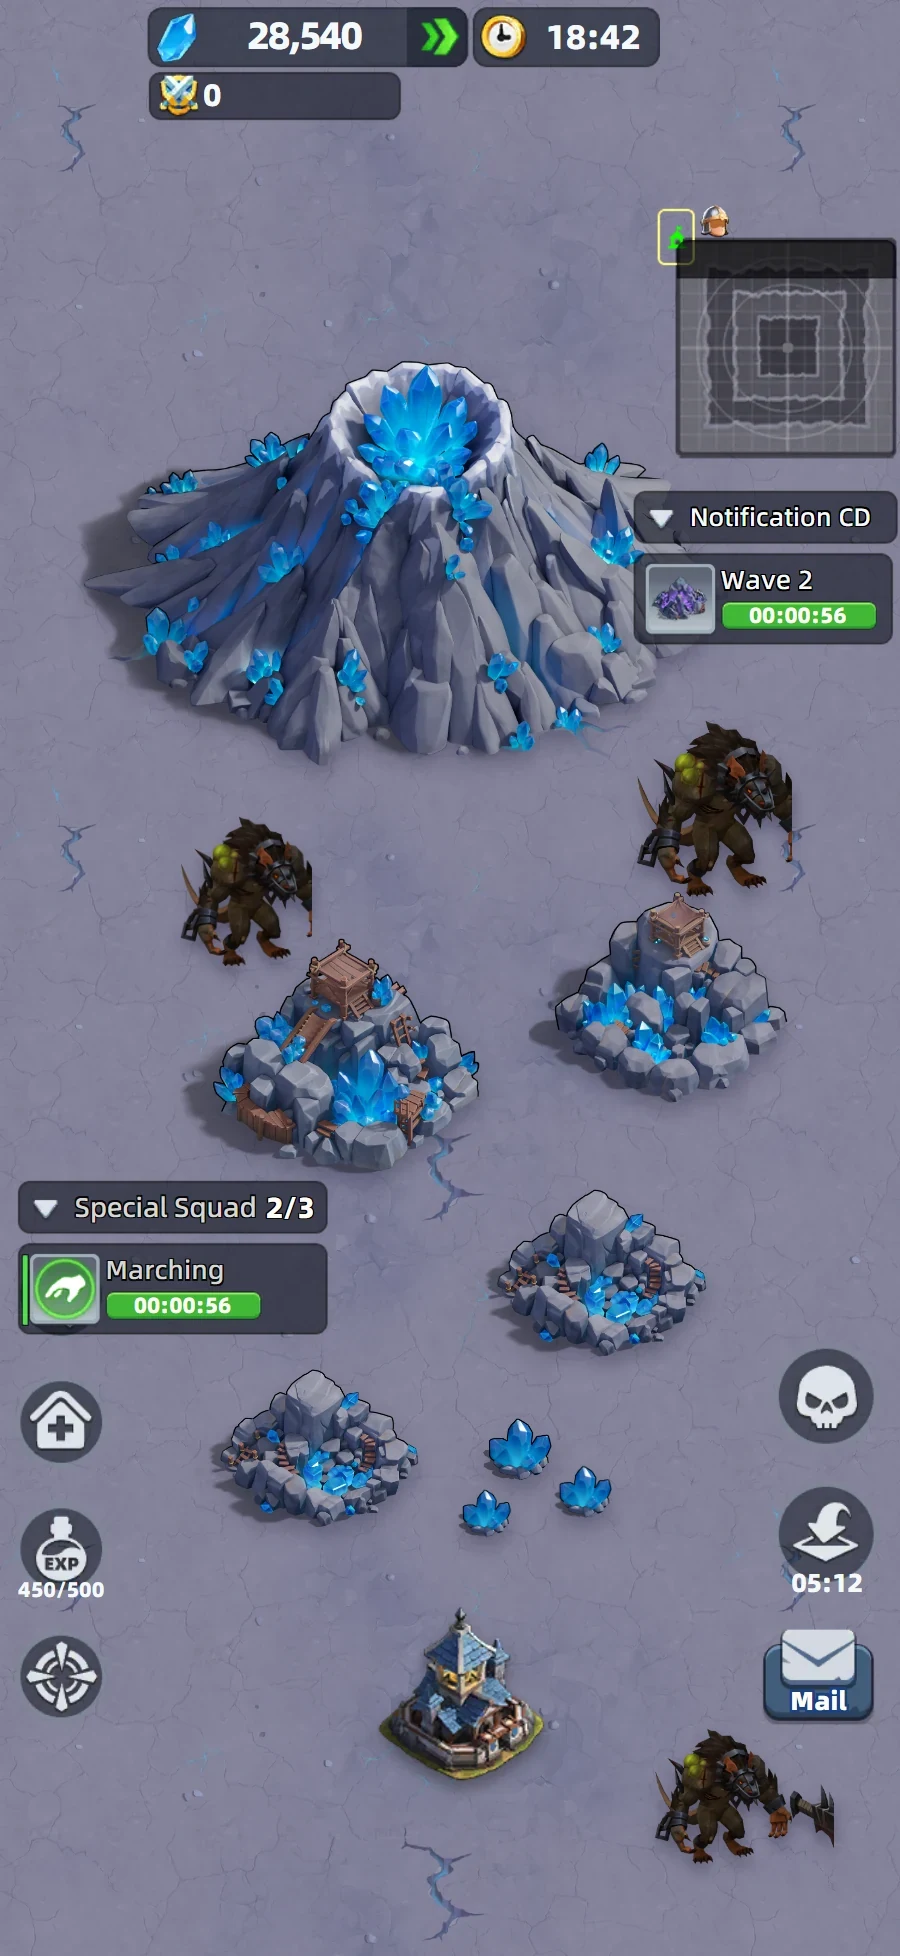 28,540
18:42
0
Notification CD
Wave 2
00:00:56
Special Squad 2/3
Marching
00:00:56
EXP
450/500
05:12
Mail